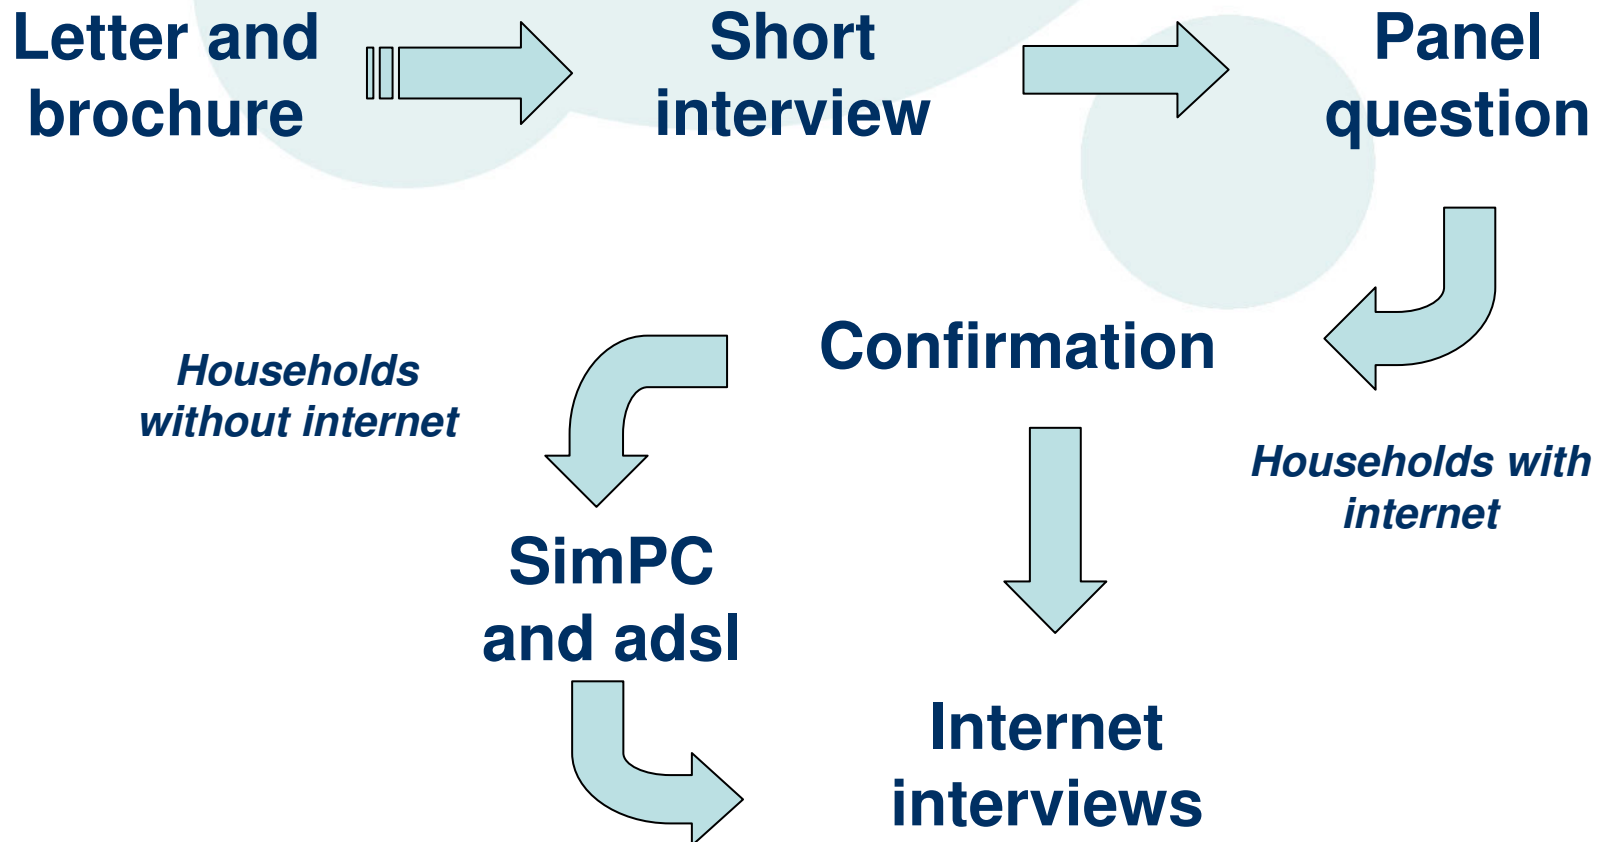 Letter and
brochure
Short
interview
Panel
question
Confirmation
Households
without internet
Households with
internet
SimPC
and adsl
Internet
interviews